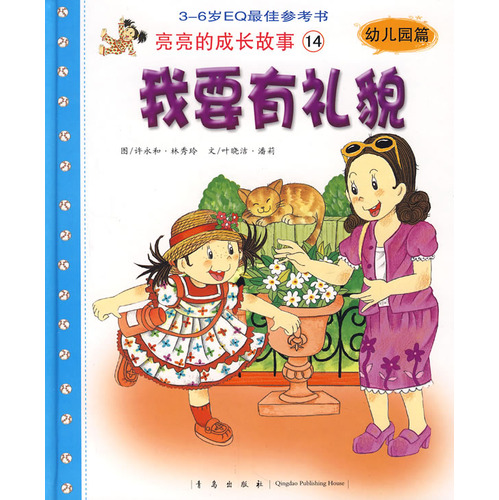 3-6岁EQ最佳参考书
亮亮的成长故事 14
幼儿园篇
我要有礼貌
图/许永和·林秀玲 文/叶晓洁·潘莉
青岛出版社 Qingdao Publishing House